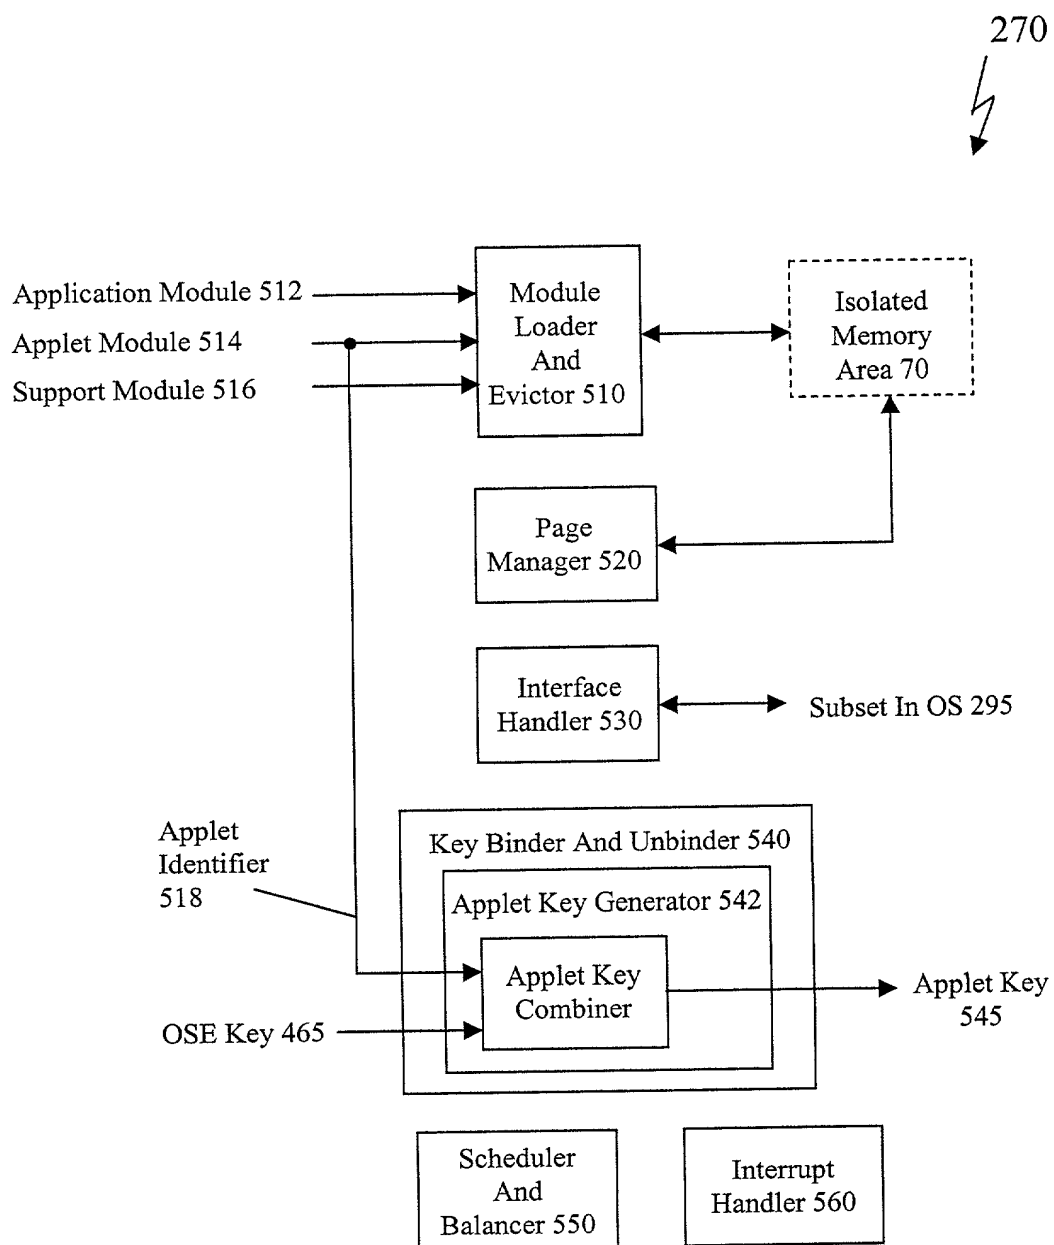 270
Application Module 512
Applet Module 514
Support Module 516
Module
Loader
And
Evictor 510
Isolated
Memory
Area 70
Page
Manager 520
Interface
Handler 530
Subset In OS 295
Applet
Identifier
518
Key Binder And Unbinder 540
Applet Key Generator 542
Applet Key
Combiner
OSE Key 465
Applet Key
545
Scheduler
And
Balancer 550
Interrupt
Handler 560